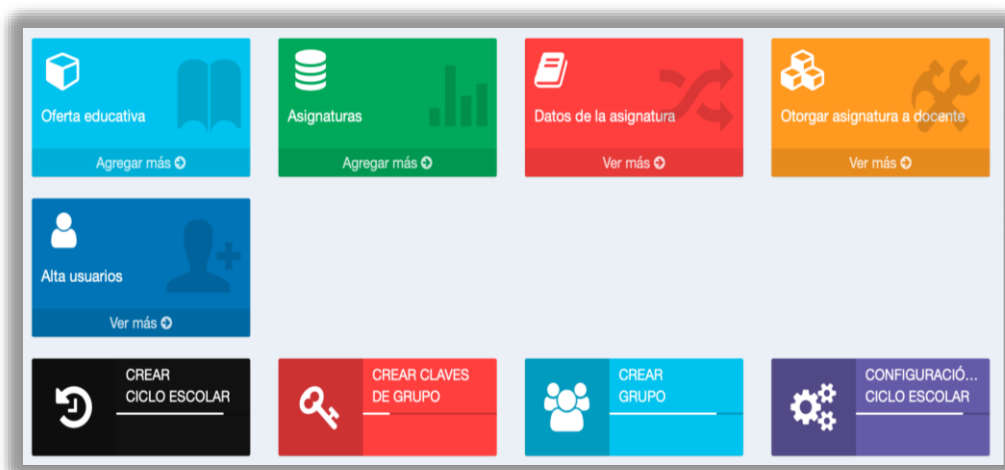 Oferta educativa
Agregar más
Asignaturas
Agregar más
Datos de la asignatura
Ver más
Otorgar asignatura a docente
Ver más
Alta usuarios
Ver más
CREAR
CICLO ESCOLAR
CREAR CLAVES
DE GRUPO
CREAR
GRUPO
CONFIGURACIÓ...
CICLO ESCOLAR